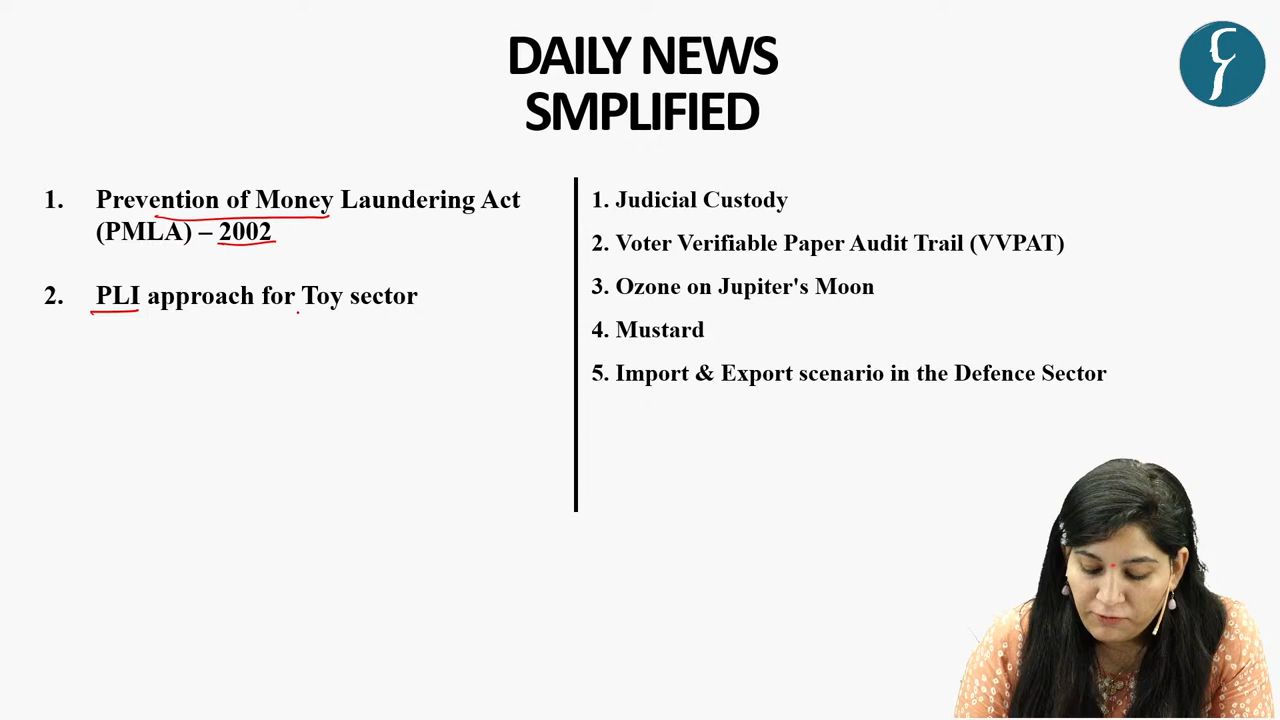 DAILY NEWS
SMPLIFIED
1. Prevention of Money Laundering Act
(PMLA) – 2002
2. PLI approach for Toy sector
1. Judicial Custody
2. Voter Verifiable Paper Audit Trail (VVPAT)
3. Ozone on Jupiter's Moon
4. Mustard
5. Import & Export scenario in the Defence Sector